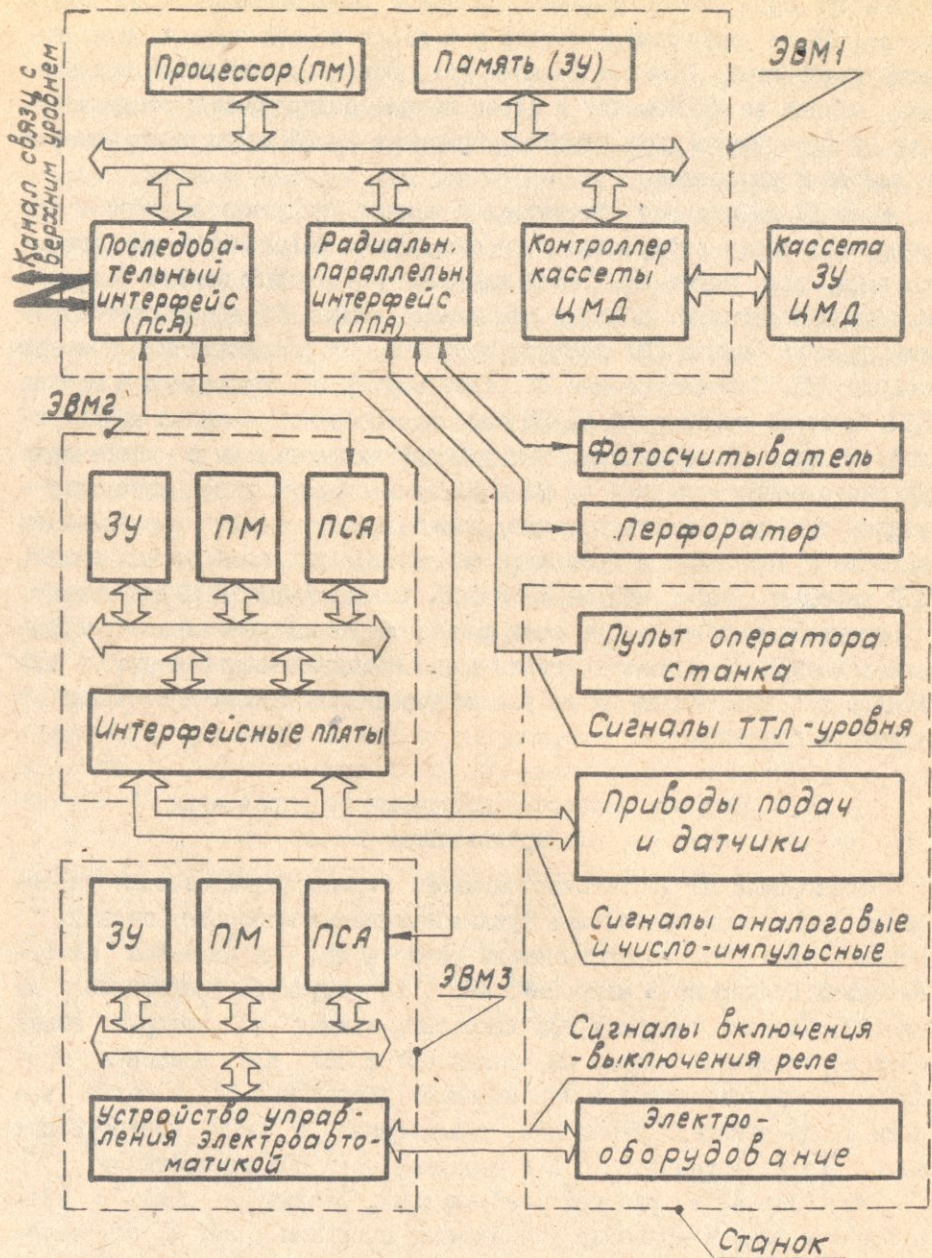 Процессор (ПМ)
Память (ЗУ)
ЭВМ1
Канал связи с
верхним уровнем
Последова-
тельный
интерфейс
(ПСА)
Радиальн.
параллельн.
интерфейс
(ППА)
Контроллер
кассеты
ЦМД
Кассета
ЗУ
ЦМД
ЭВМ2
Фотосчитыватель
ЗУ
ПМ
ПСА
Перфоратор
Пульт оператора
станка
Интерфейсные платы
Сигналы ТТЛ-уровня
Приводы подач
и датчики
ЗУ
ПМ
ПСА
Сигналы аналоговые
и число-импульсные
ЭВМ3
Сигналы включения
-выключения реле
Устройство управ-
ления электроавто-
матикой
Электро-
оборудование
Станок